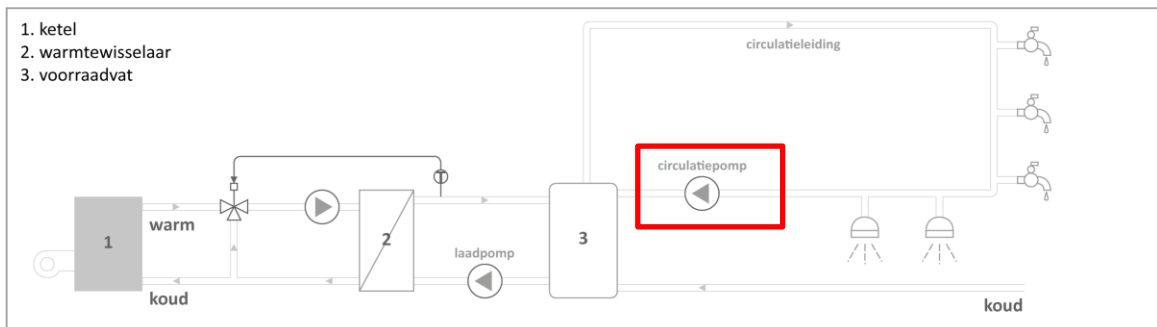 1. ketel
2. warmtewisselaar
3. voorraadvat
circulatieleiding
circulatiepomp
T
warm
1
2
3
laadpomp
koud
koud